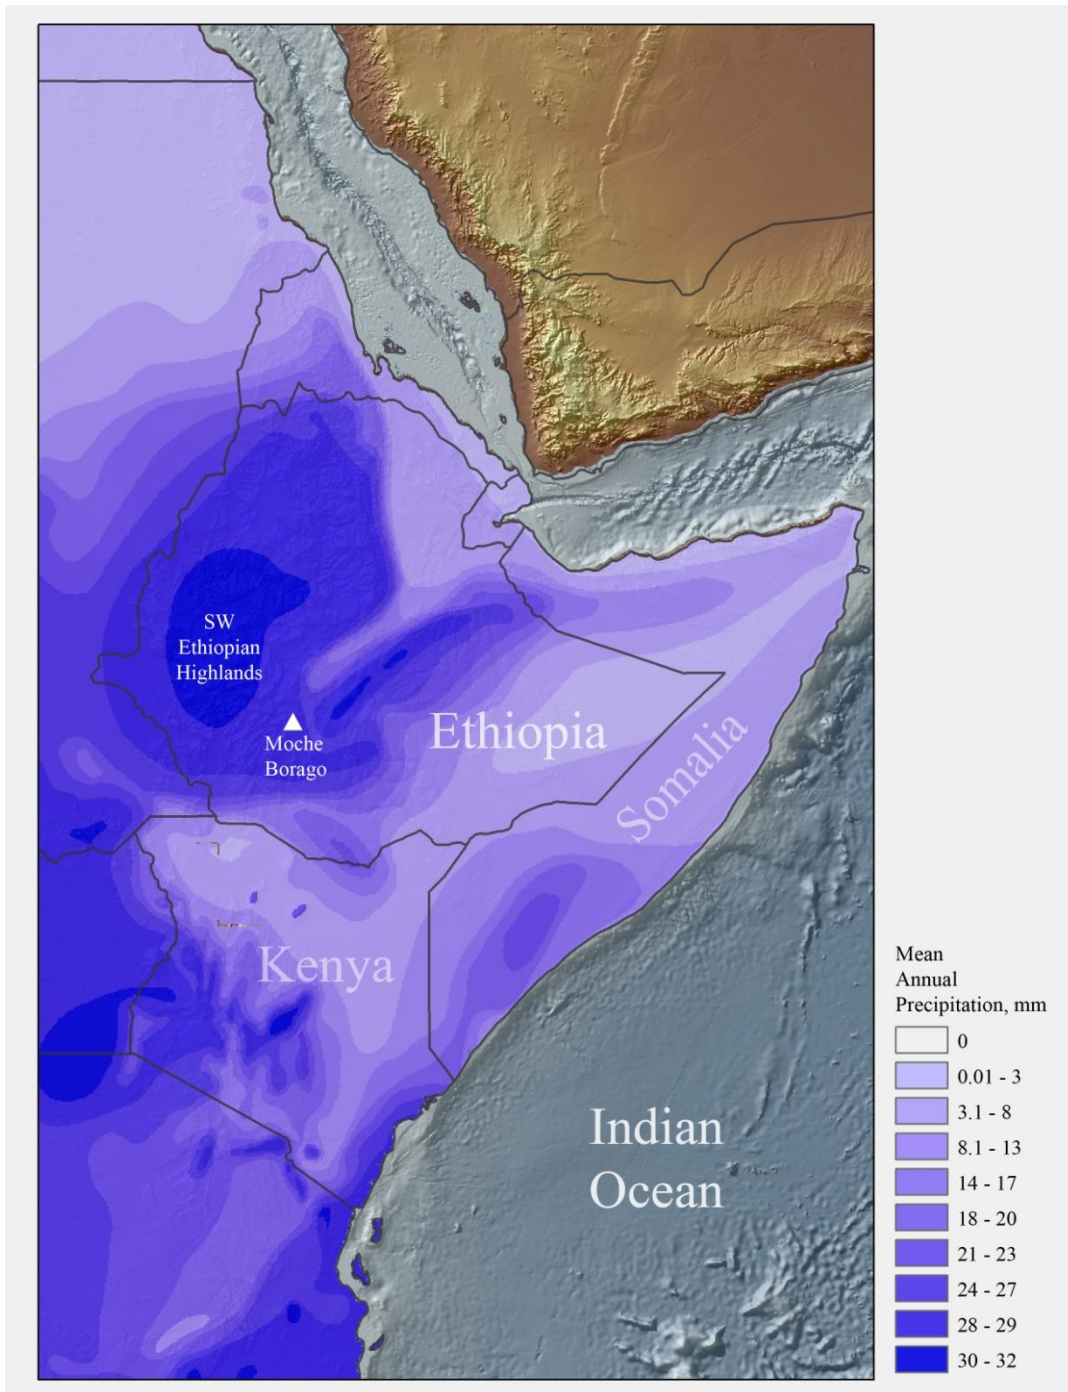 SW
Ethiopian
Highlands
Moche
Borago
Ethiopia
Somalia
Kenya
Indian
Ocean
Mean
Annual
Precipitation, mm
0
0.01 - 3
3.1 - 8
8.1 - 13
14 - 17
18 - 20
21 - 23
24 - 27
28 - 29
30 - 32